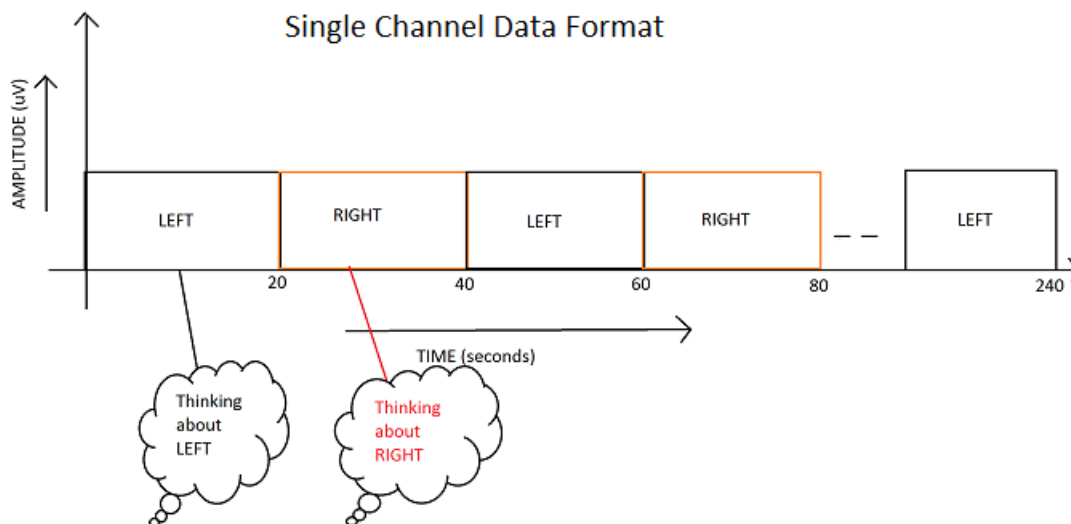 Single Channel Data Format
AMPLITUDE (uV)
LEFT
RIGHT
LEFT
RIGHT
LEFT
20
40
60
80
240
TIME (seconds)
Thinking
about
LEFT
Thinking
about
RIGHT